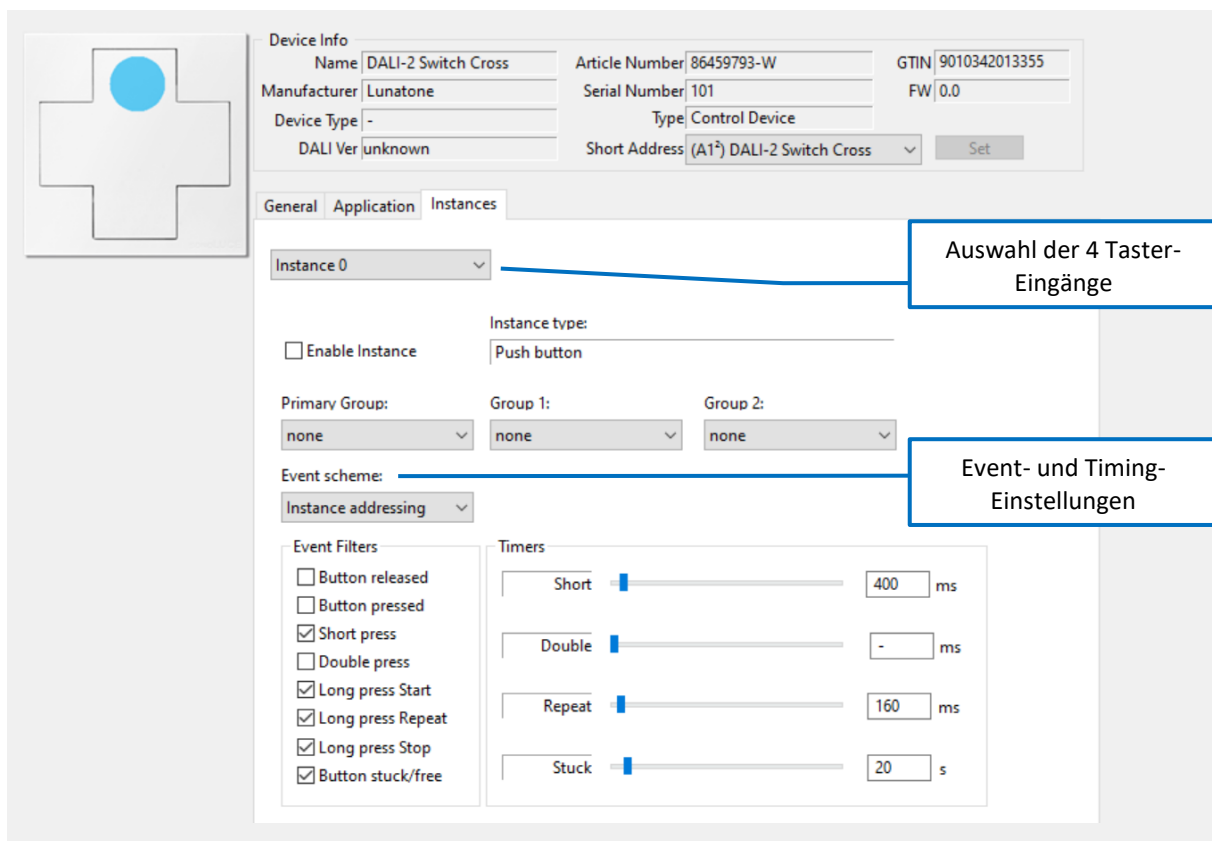 Device Info
Name DALI-2 Switch Cross Article Number 86459793-W GTIN 9010342013355
Manufacturer Lunatone Serial Number 101 FW 0.0
Device Type - Type Control Device
DALI Ver unknown Short Address (A1²) DALI-2 Switch Cross Set
General Application Instances
Auswahl der 4 Taster-
Eingänge
Instance 0
Instance type:
Enable Instance Push button
Primary Group: Group 1: Group 2:
none none none
Event- und Timing-
Einstellungen
Event scheme:
Instance addressing
Event Filters Timers
Button released
Button pressed
Short press
Double press
Long press Start
Long press Repeat
Long press Stop
Button stuck/free
Short 400 ms
Double - ms
Repeat 160 ms
Stuck 20 s